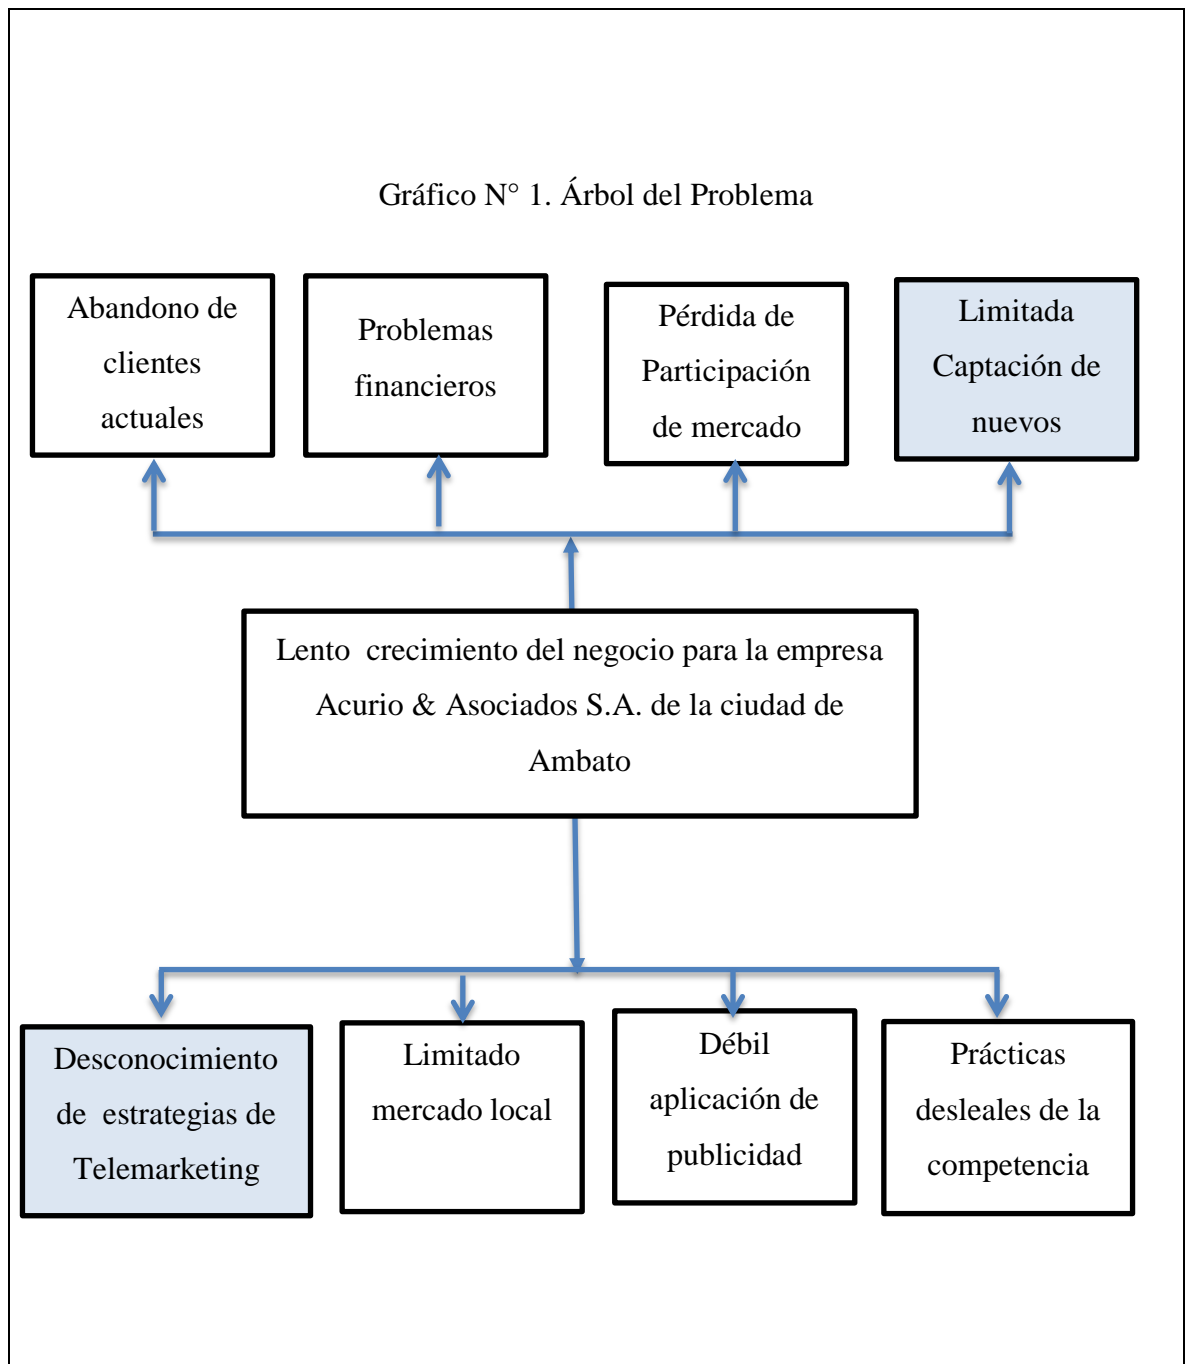 Gráfico N° 1. Árbol del Problema
Abandono de
clientes
actuales
Problemas
financieros
Pérdida de
Participación
de mercado
Limitada
Captación de
nuevos
Lento  crecimiento del negocio para la empresa
Acurio & Asociados S.A. de la ciudad de
Ambato
Desconocimiento
de  estrategias de
Telemarketing
Limitado
mercado local
Débil
aplicación de
publicidad
Prácticas
desleales de la
competencia